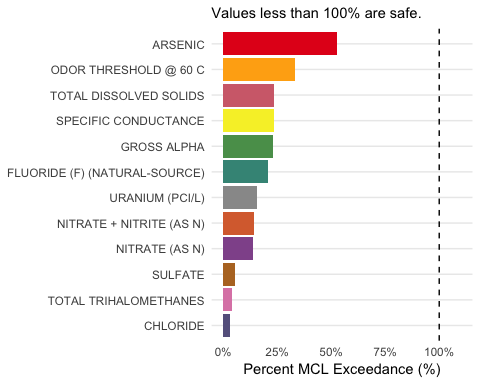 Values less than 100% are safe.
ARSENIC
ODOR THRESHOLD @ 60 C
TOTAL DISSOLVED SOLIDS
SPECIFIC CONDUCTANCE
GROSS ALPHA
FLUORIDE (F) (NATURAL-SOURCE)
URANIUM (PCI/L)
NITRATE + NITRITE (AS N)
NITRATE (AS N)
SULFATE
TOTAL TRIHALOMETHANES
CHLORIDE
0% 25% 50% 75% 100%
Percent MCL Exceedance (%)